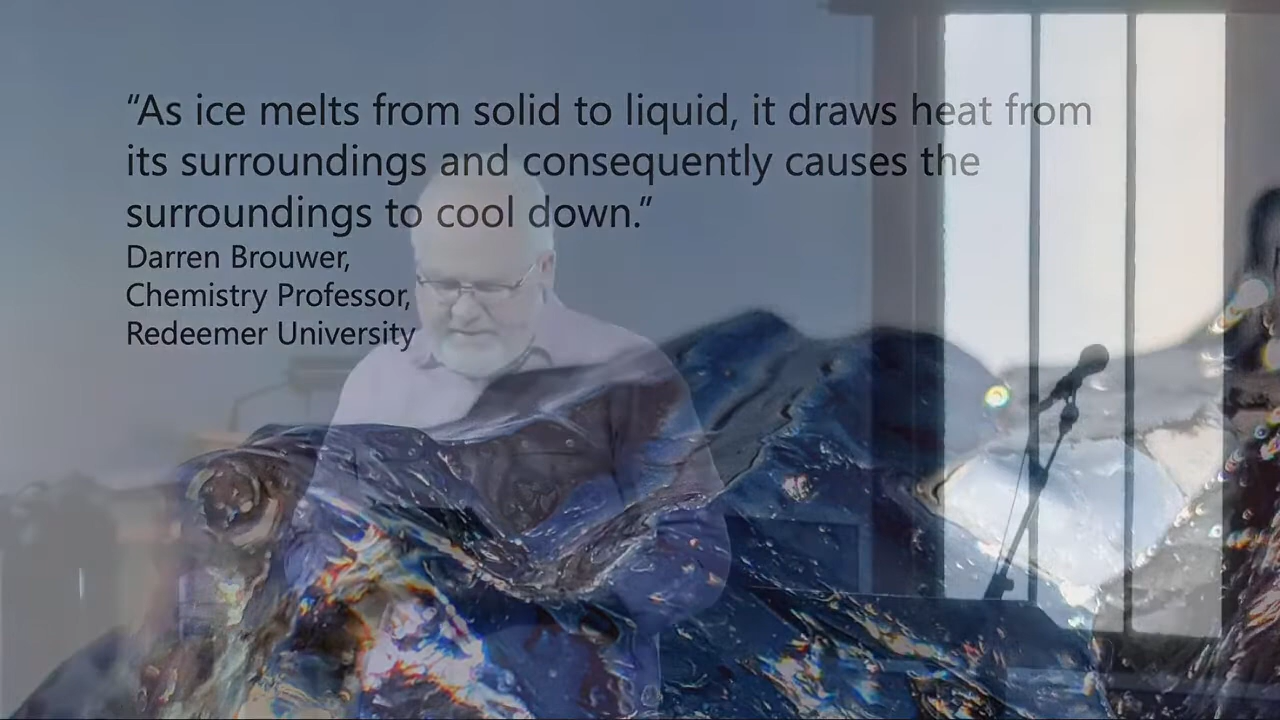 “As ice melts from solid to liquid, it draws heat from
its surroundings and consequently causes the
surroundings to cool down.”
Darren Brouwer,
Chemistry Professor,
Redeemer University